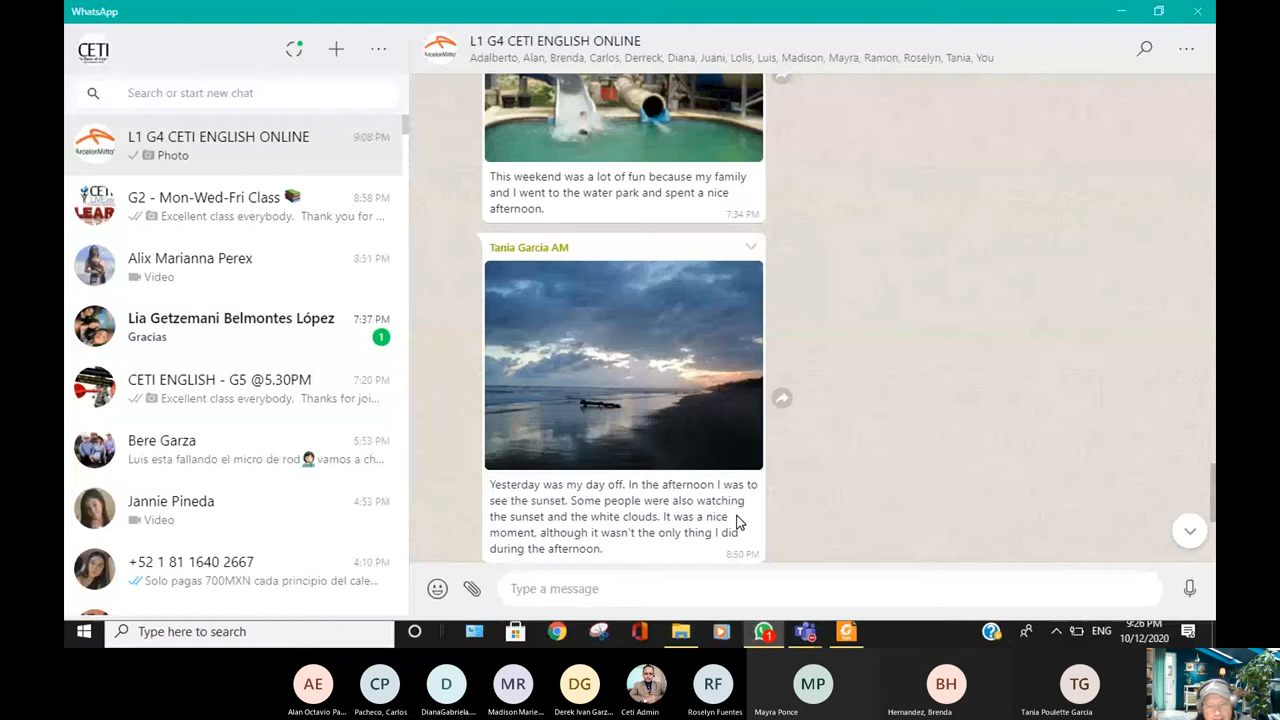 WhatsApp
CETI
Search or start new chat
L1 G4 CETI ENGLISH ONLINE
9:08 PM
Photo
G2 - Mon-Wed-Fri Class
8:58 PM
Excellent class everybody. Thank you for ...
Alix Marianna Perex
8:51 PM
Video
Lia Getzemani Belmontes López
7:37 PM
Gracias
1
CETI ENGLISH - G5 @5.30PM
7:20 PM
Excellent class everybody. Thanks for joi...
Bere Garza
5:53 PM
Luis esta fallando el micro de rod vamos a ch...
Jannie Pineda
4:53 PM
Video
+52 1 81 1640 2667
4:10 PM
Solo pagas 700MXN cada principio del cale...
ArcelorMittal
L1 G4 CETI ENGLISH ONLINE
Adalberto, Alan, Brenda, Carlos, Derreck, Diana, Juani, Lolis, Luis, Madison, Mayra, Ramon, Roselyn, Tania, You
This weekend was a lot of fun because my family
and I went to the water park and spent a nice
afternoon.
7:34 PM
Tania Garcia AM
Yesterday was my day off. In the afternoon I was to
see the sunset. Some people were also watching
the sunset and the white clouds. It was a nice
moment, although it wasn't the only thing I did
during the afternoon.
8:50 PM
Type a message
Type here to search
1
ENG
9:26 PM
10/12/2020
AE
Alan Octavio Pa...
CP
Pacheco, Carlos
D
DianaGabriela...
MR
Madison Marie...
DG
Derek Ivan Garz...
Ceti Admin
RF
Roselyn Fuentes
MP
Mayra Ponce
BH
Hernandez, Brenda
TG
Tania Poulette Garcia